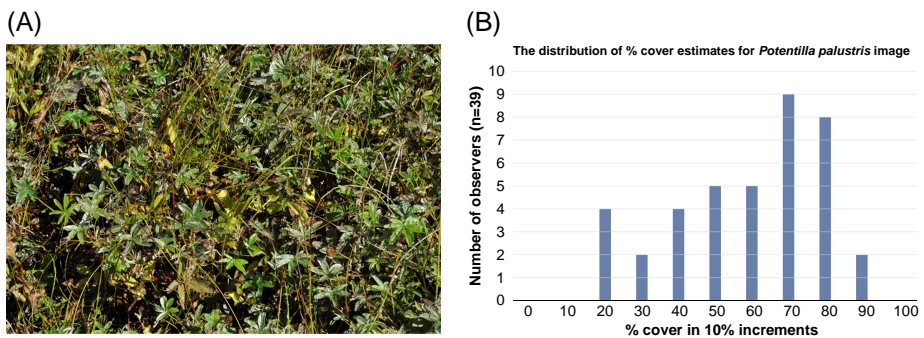 (A)
(B)
The distribution of % cover estimates for Potentilla palustris image
Number of observers (n=39)
10
9
8
7
6
5
4
3
2
1
0
0 10 20 30 40 50 60 70 80 90 100
% cover in 10% increments